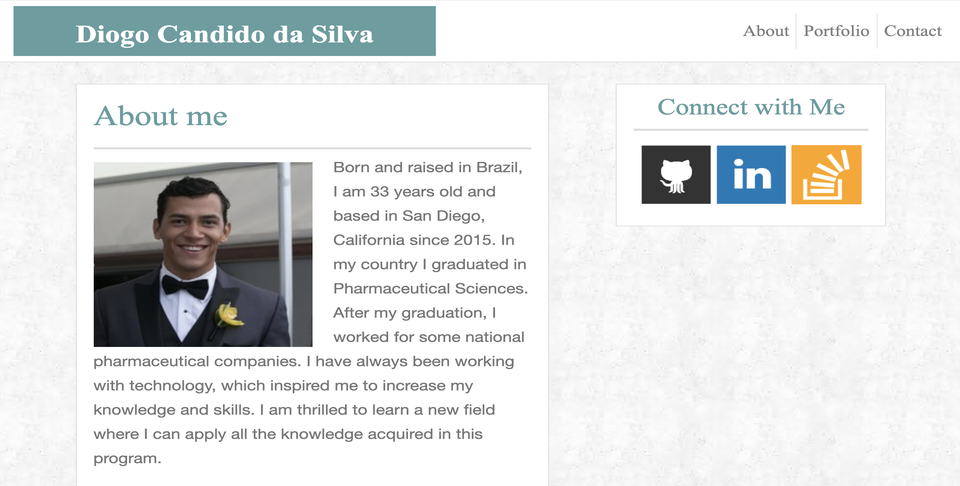 Diogo Candido da Silva
About
Portfolio
Contact
About me
Born and raised in Brazil,
I am 33 years old and
based in San Diego,
California since 2015. In
my country I graduated in
Pharmaceutical Sciences.
After my graduation, I
worked for some national
pharmaceutical companies. I have always been working
with technology, which inspired me to increase my
knowledge and skills. I am thrilled to learn a new field
where I can apply all the knowledge acquired in this
program.
Connect with Me
in